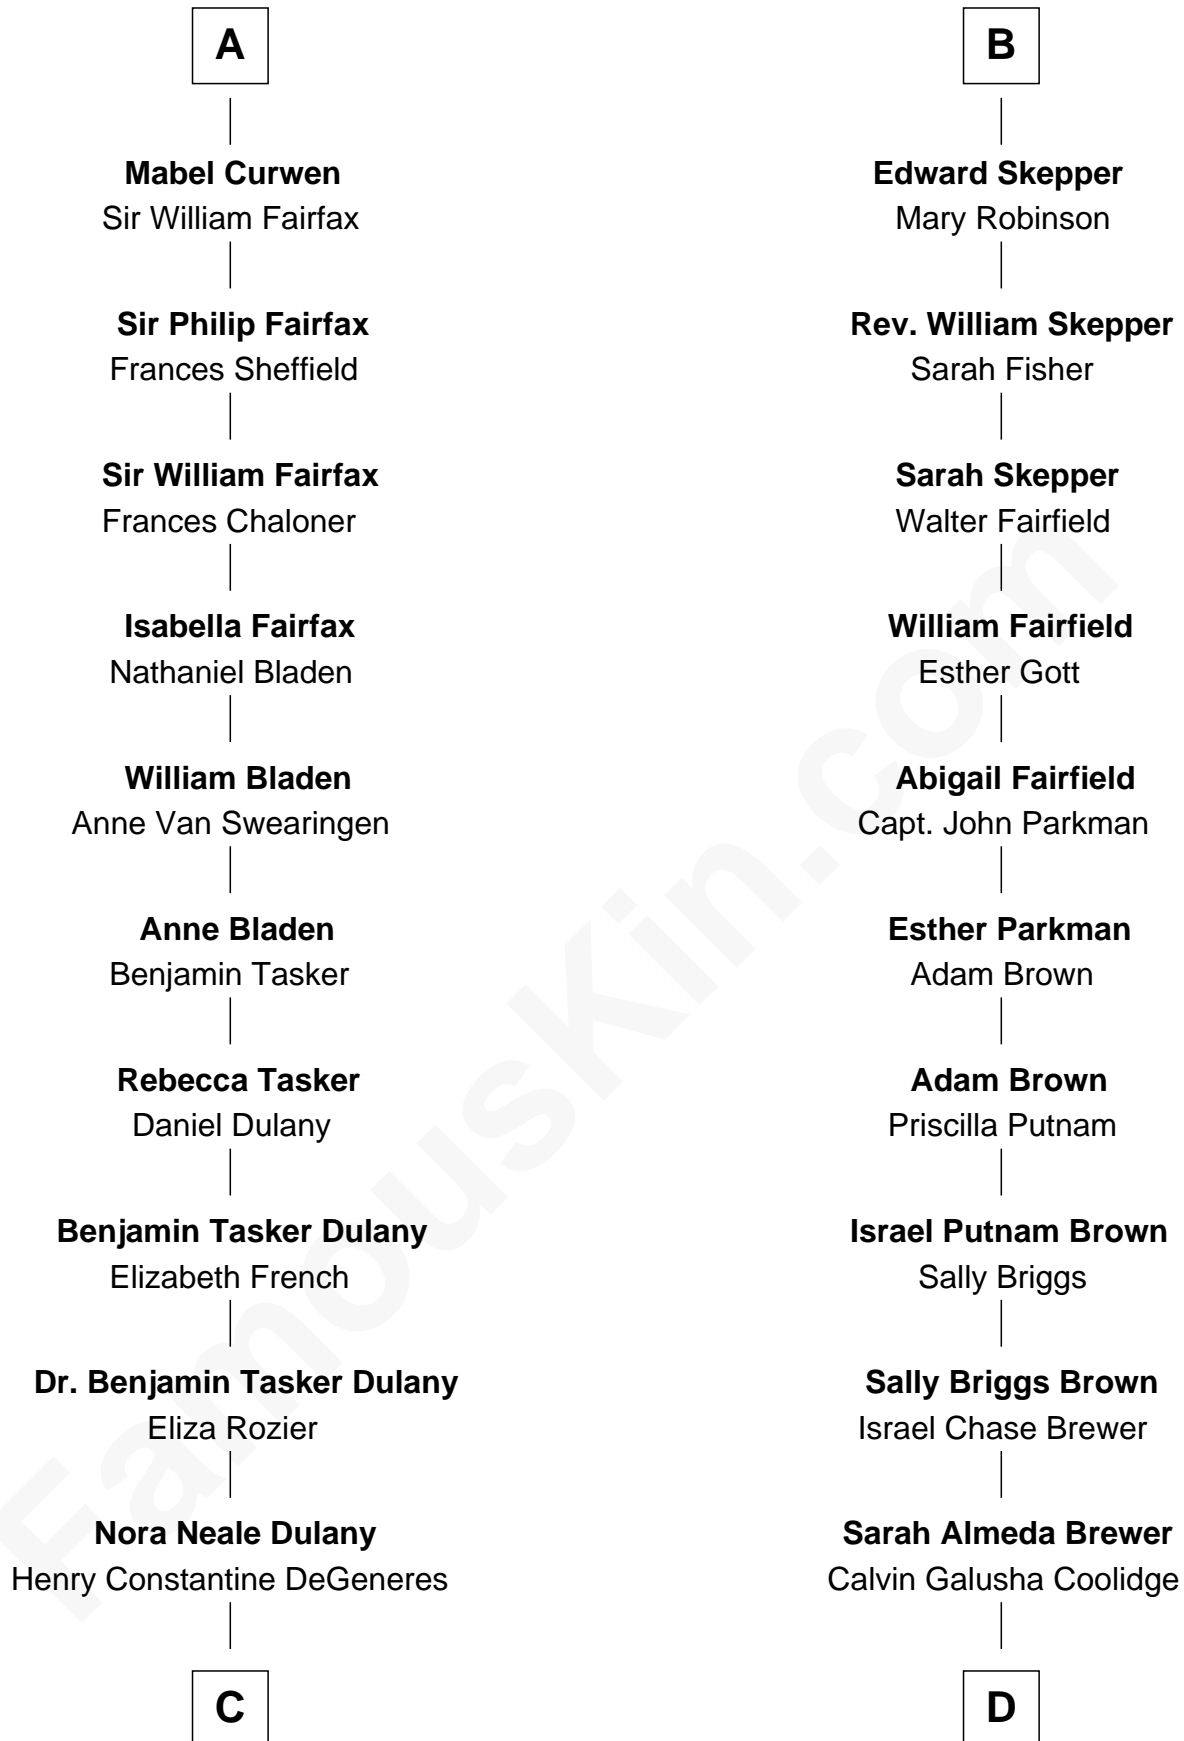 A
Mabel Curwen
Sir William Fairfax
Sir Philip Fairfax
Frances Sheffield
Sir William Fairfax
Frances Chaloner
Isabella Fairfax
Nathaniel Bladen
William Bladen
Anne Van Swearingen
Anne Bladen
Benjamin Tasker
Rebecca Tasker
Daniel Dulany
Benjamin Tasker Dulany
Elizabeth French
Dr. Benjamin Tasker Dulany
Eliza Rozier
Nora Neale Dulany
Henry Constantine DeGeneres
C
B
Edward Skepper
Mary Robinson
Rev. William Skepper
Sarah Fisher
Sarah Skepper
Walter Fairfield
William Fairfield
Esther Gott
Abigail Fairfield
Capt. John Parkman
Esther Parkman
Adam Brown
Adam Brown
Priscilla Putnam
Israel Putnam Brown
Sally Briggs
Sally Briggs Brown
Israel Chase Brewer
Sarah Almeda Brewer
Calvin Galusha Coolidge
D
FamousKin.com